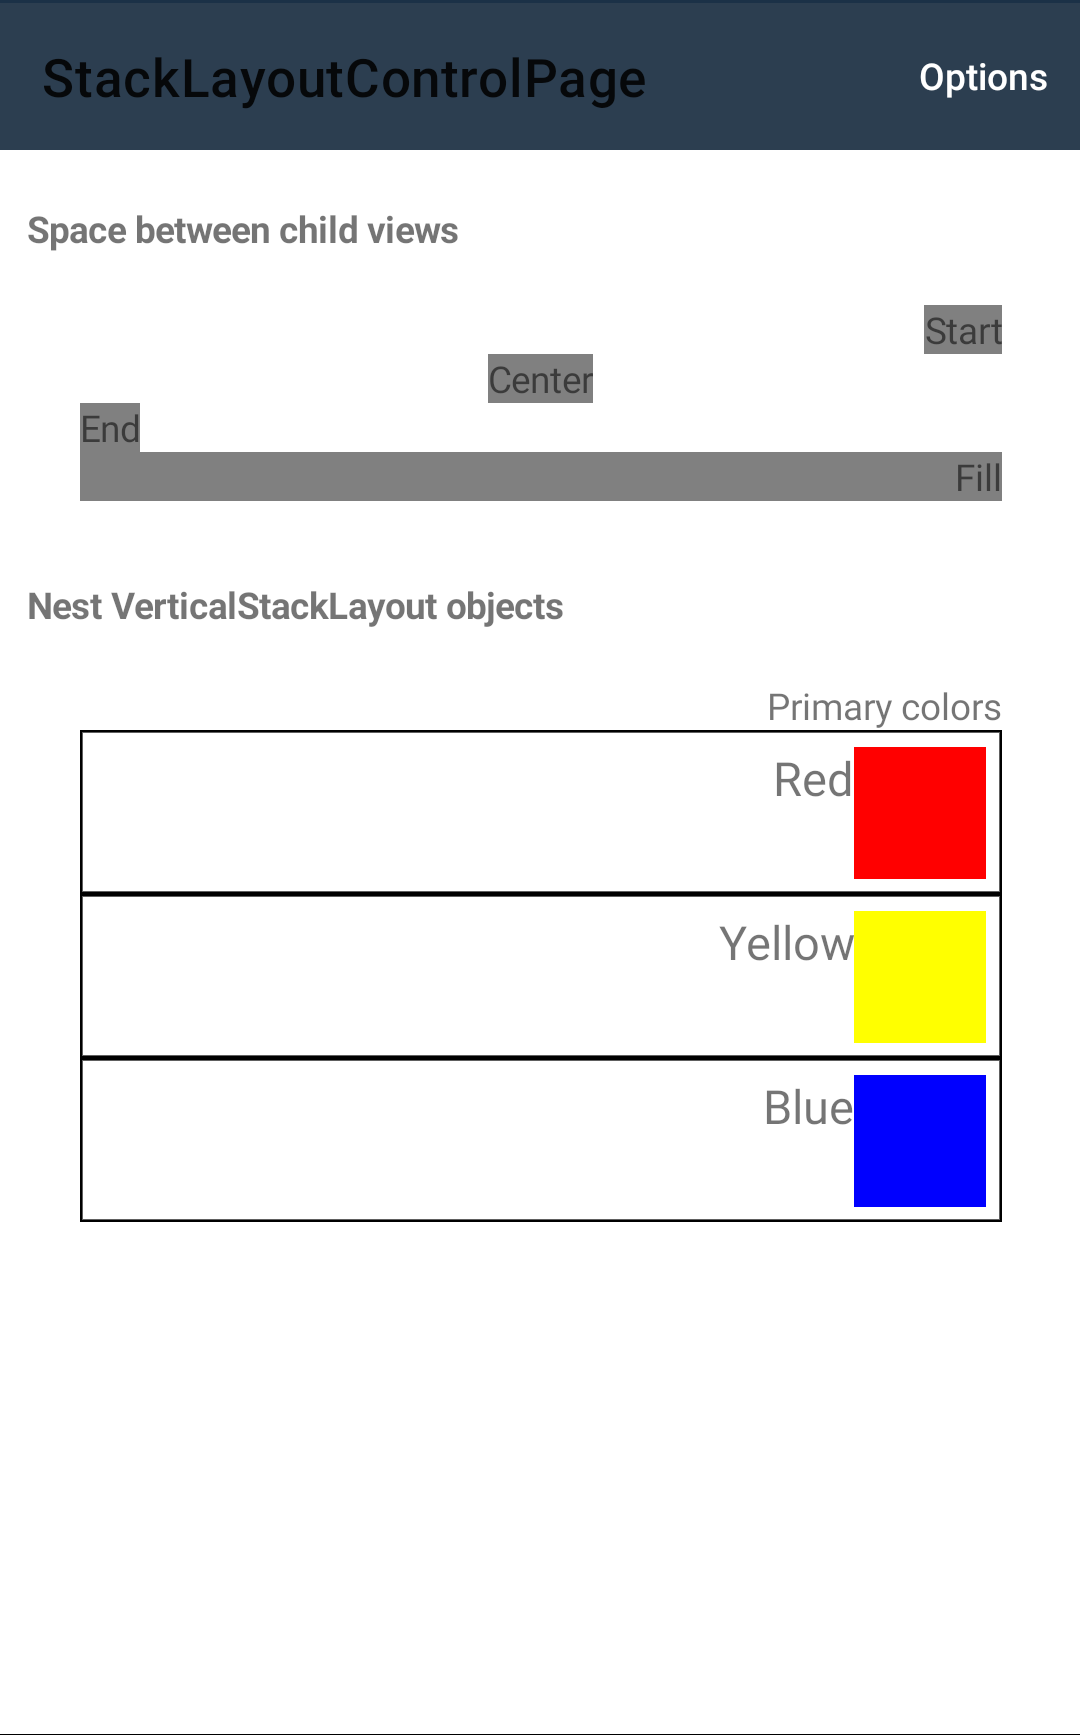 StackLayoutControlPage
Options
Space between child views
Start
Center
End
Fill
Nest VerticalStackLayout objects
Primary colors
Red
Yellow
Blue